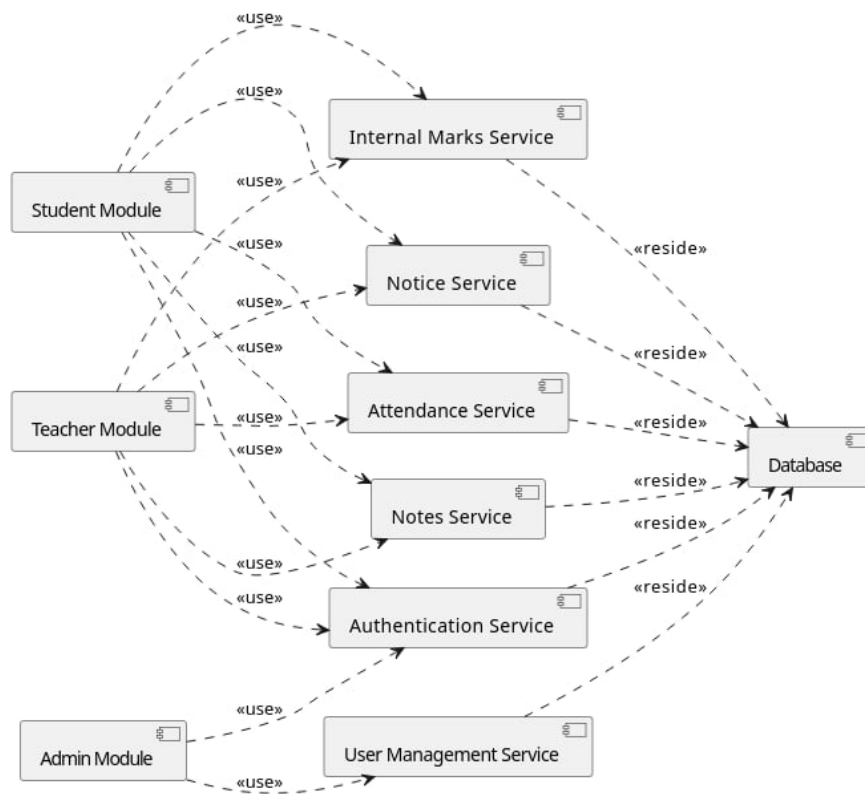 «use»
«use»
Internal Marks Service
«use»
Student Module
«use»
«reside»
Notice Service
«use»
«use»
«reside»
Attendance Service
Teacher Module
«use»
«reside»
«use»
Database
«reside»
Notes Service
«reside»
«use»
«reside»
«use»
Authentication Service
«use»
User Management Service
Admin Module
«use»